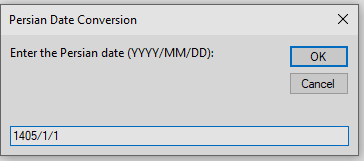 Persian Date Conversion
Enter the Persian date (YYYY/MM/DD):
OK
Cancel
1405/1/1